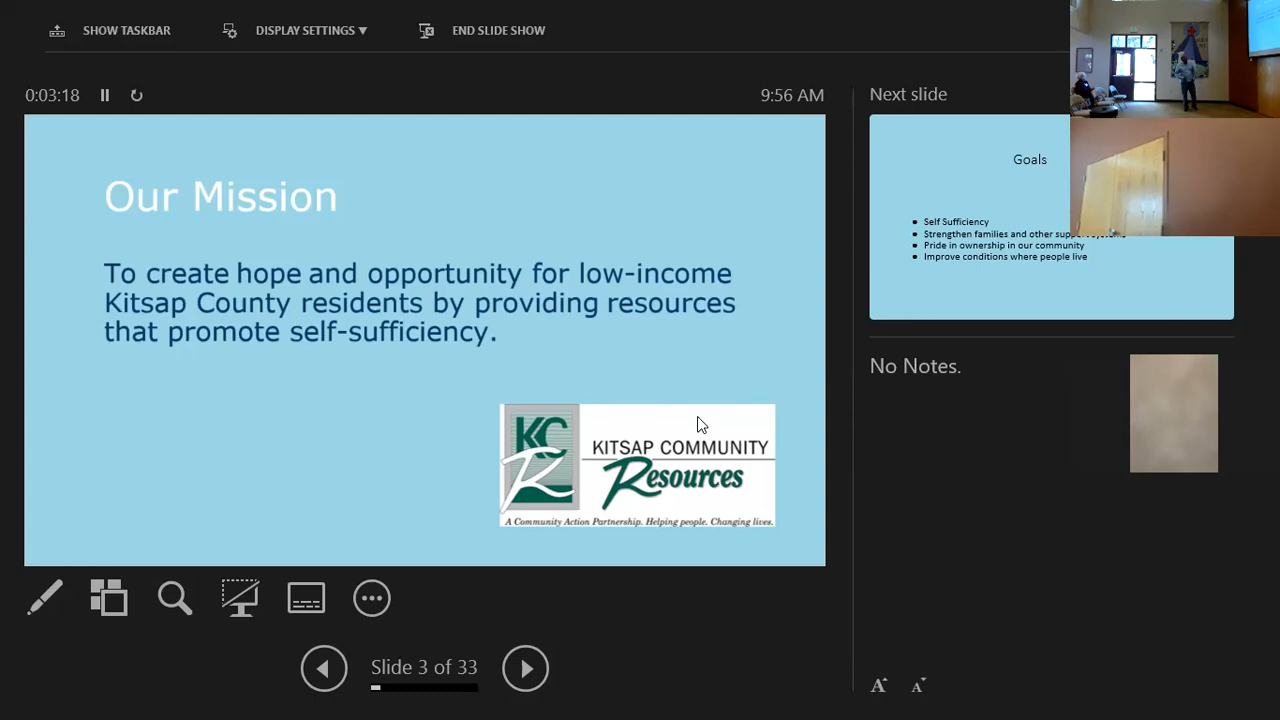 SHOW TASKBAR
DISPLAY SETTINGS
END SLIDE SHOW
0:03:18
9:56 AM
Our Mission
To create hope and opportunity for low-income
Kitsap County residents by providing resources
that promote self-sufficiency.
KCR
KITSAP COMMUNITY
Resources
A Community Action Partnership. Helping people. Changing lives.
Slide 3 of 33
Next slide
Goals
Self Sufficiency
Strengthen families and other support systems
Pride in ownership in our community
Improve conditions where people live
No Notes.
A
A